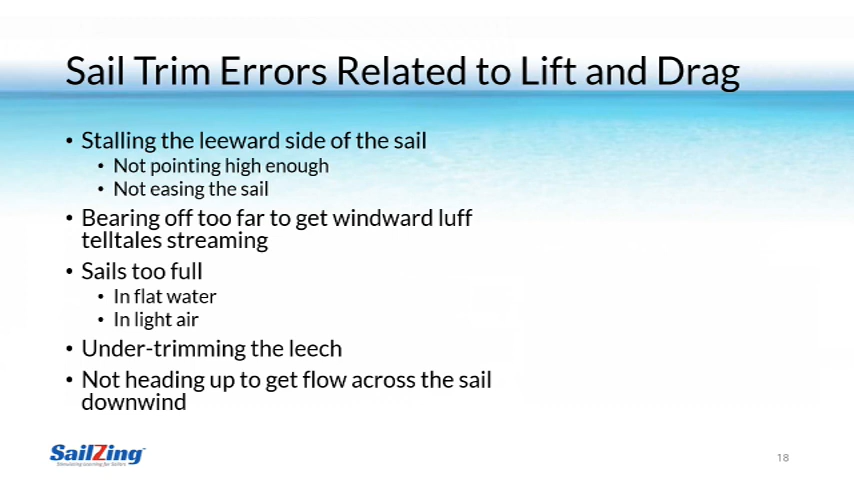 Sail Trim Errors Related to Lift and Drag
• Stalling the leeward side of the sail
• Not pointing high enough
• Not easing the sail
• Bearing off too far to get windward luff
telltales streaming
• Sails too full
• In flat water
• In light air
• Under-trimming the leech
• Not heading up to get flow across the sail
downwind
SailZing
Stimulating Learning for Sailors
18